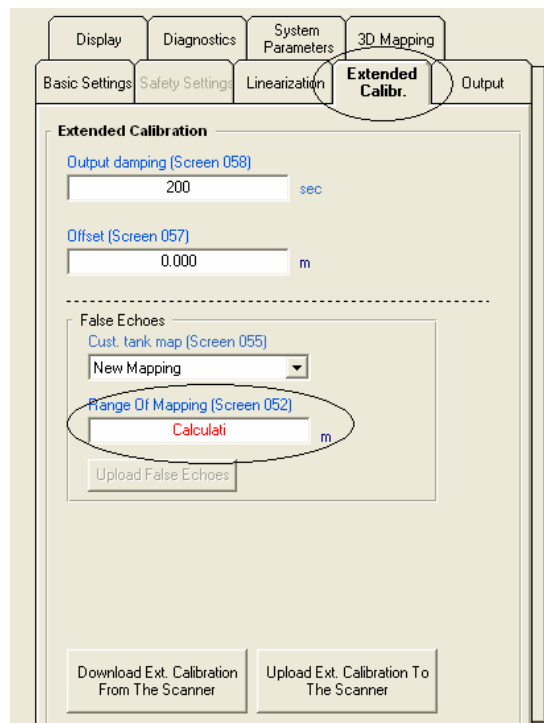 Display
Diagnostics
System
Parameters
3D Mapping
Basic Settings
Safety Settings
Linearization
Extended
Calibr.
Output
Extended Calibration
Output damping (Screen 058)
200
sec
Offset (Screen 057)
0.000
m
False Echoes
Cust. tank map (Screen 055)
New Mapping
Range Of Mapping (Screen 052)
Calculati
m
Upload False Echoes
Download Ext. Calibration
From The Scanner
Upload Ext. Calibration To
The Scanner